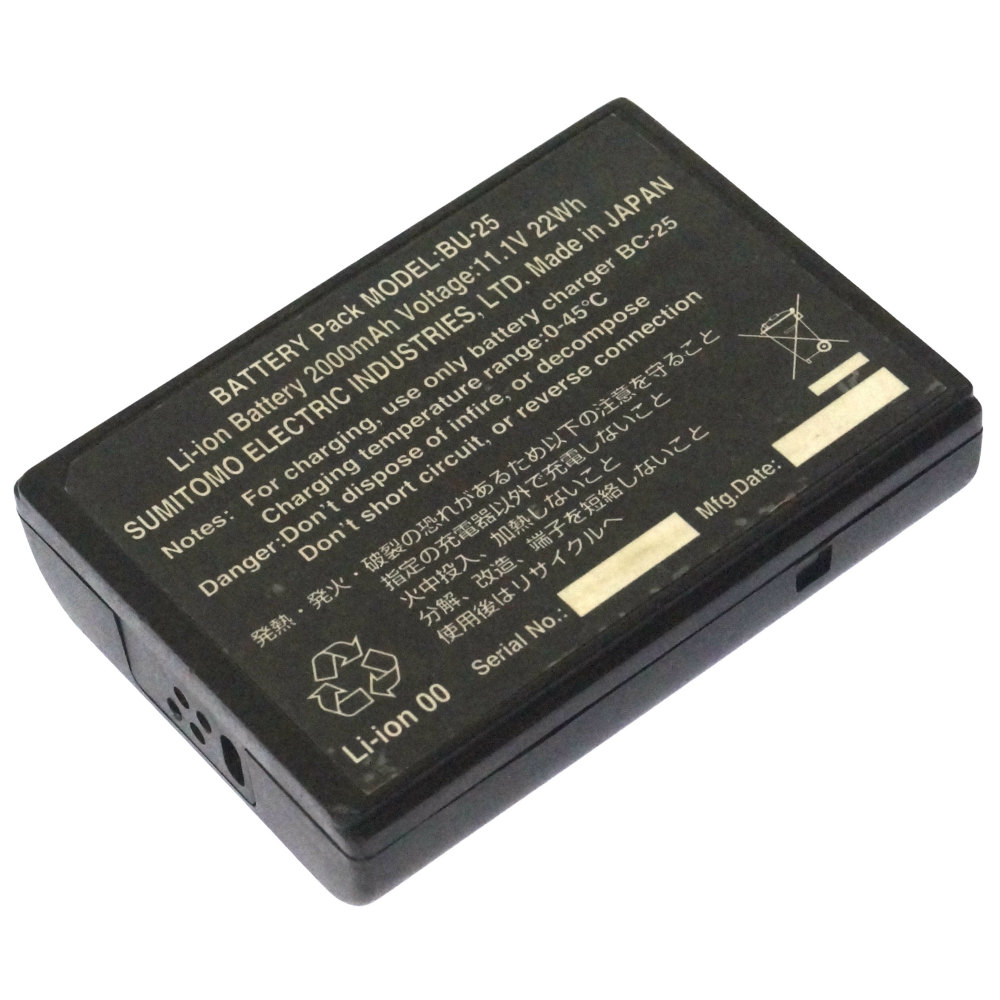 BATTERY Pack MODEL:BU-25
Li-ion Battery 2000mAh Voltage:11.1V 22Wh
SUMITOMO ELECTRIC INDUSTRIES, LTD. Made in JAPAN
Notes: For charging, use only battery charger BC-25
Charging temperature range:0-45°C
Danger:Don't dispose of infire, or decompose
Don't short circuit, or reverse connection
発熱・発火・破裂の恐れがあるため以下の注意を守ること
指定の充電器以外で充電しないこと
火中投入、加熱しないこと
分解、改造、端子を短絡しないこと
使用後はリサイクルへ
Li-ion 00
Serial No.:
Mfg.Date: